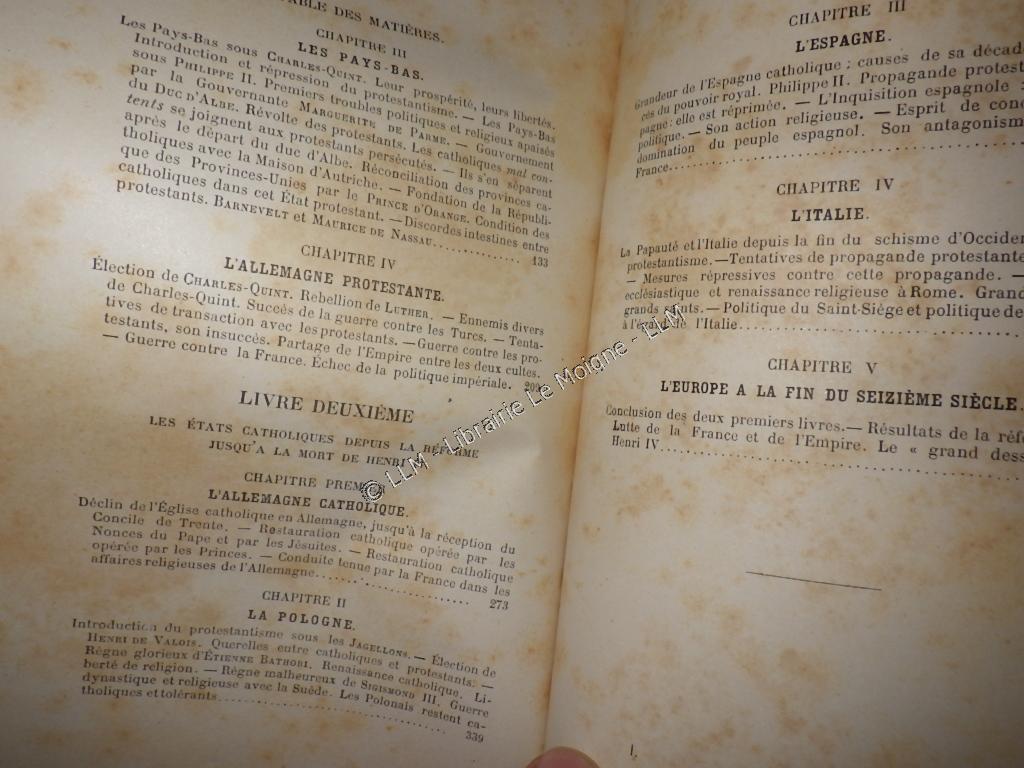 TABLE DES MATIÈRES.
CHAPITRE III
LES PAYS-BAS.
Les Pays-Bas sous CHARLES-QUINT. Leur prospérité, leurs libertés.
Introduction et répression du protestantisme. — Les Pays-Bas
sous PHILIPPE II. Premiers troubles politiques et religieux apaisés
par la Gouvernante MARGUERITE DE PARME. — Gouvernement
du DUC D'ALBE. Révolte des protestants. Les catholiques mal con-
tents se joignent aux protestants persécutés. — Ils s'en séparent
après le départ du duc d'Albe. Réconciliation des provinces ca-
tholiques avec la Maison d'Autriche. — Fondation de la Républi-
que des Provinces-Unies par le PRINCE D'ORANGE. Condition des
catholiques dans cet État protestant. — Discordes intestines entre
protestants. BARNEVELT et MAURICE DE NASSAU. 133
CHAPITRE IV
L'ALLEMAGNE PROTESTANTE.
Élection de CHARLES-QUINT. Rebellion de LUTHER. — Ennemis divers
de Charles-Quint. Succès de la guerre contre les Turcs. — Tenta-
tives de transaction avec les protestants. — Guerre contre les pro-
testants, son insuccès. Partage de l'Empire entre les deux cultes.
— Guerre contre la France. Échec de la politique impériale.
LIVRE DEUXIÈME
LES ÉTATS CATHOLIQUES DEPUIS LA RÉFORME
JUSQU'A LA MORT DE HENRI
CHAPITRE PREMIER
L'ALLEMAGNE CATHOLIQUE.
Déclin de l'Église catholique en Allemagne, jusqu'à la réception du
Concile de Trente. — Restauration catholique opérée par les
Nonces du Pape et par les Jésuites. — Restauration catholique
opérée par les Princes. — Conduite tenue par la France dans les
affaires religieuses de l'Allemagne. 273
CHAPITRE II
LA POLOGNE.
Introduction du protestantisme sous les JAGELLONS. — Élection de
HENRI DE VALOIS. Querelles entre catholiques et protestants. —
Règne glorieux d'ÉTIENNE BATHORI. Renaissance catholique. Li-
berté de religion. — Règne malheureux de SIGISMOND III. Guerre
dynastique et religieuse avec la Suède. Les Polonais restent ca-
tholiques et tolérants. 339
CHAPITRE III
L'ESPAGNE.
Grandeur de l'Espagne catholique ; causes de sa décad
cès du pouvoir royal. Philippe II. Propagande protest
pagne : elle est réprimée. — L'Inquisition espagnole :
politique. — Son action religieuse. — Esprit de conq
domination du peuple espagnol. Son antagonism
France.
CHAPITRE IV
L'ITALIE.
La Papauté et l'Italie depuis la fin du schisme d'Occiden
protestantisme. — Tentatives de propagande protestante
— Mesures répressives contre cette propagande. —
ecclésiastique et renaissance religieuse à Rome. Grand
grands saluts. — Politique du Saint-Siège et politique de
à l'égard de l'Italie
CHAPITRE V
L'EUROPE A LA FIN DU SEIZIÈME SIÈCLE.
Conclusion des deux premiers livres. — Résultats de la réfo
Lutte de la France et de l'Empire. Le « grand dess
Henri IV.
© LLM - Librairie Le Moigne - LLM